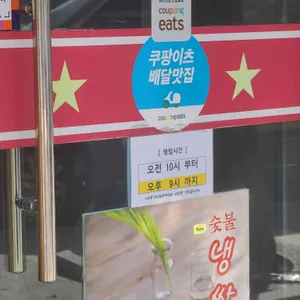 coupang
eats
쿠팡이츠
배달맛집
coupang eats
[ 영업시간 ]
오전 10시 부터
오후 9시 까지
숯불
냉